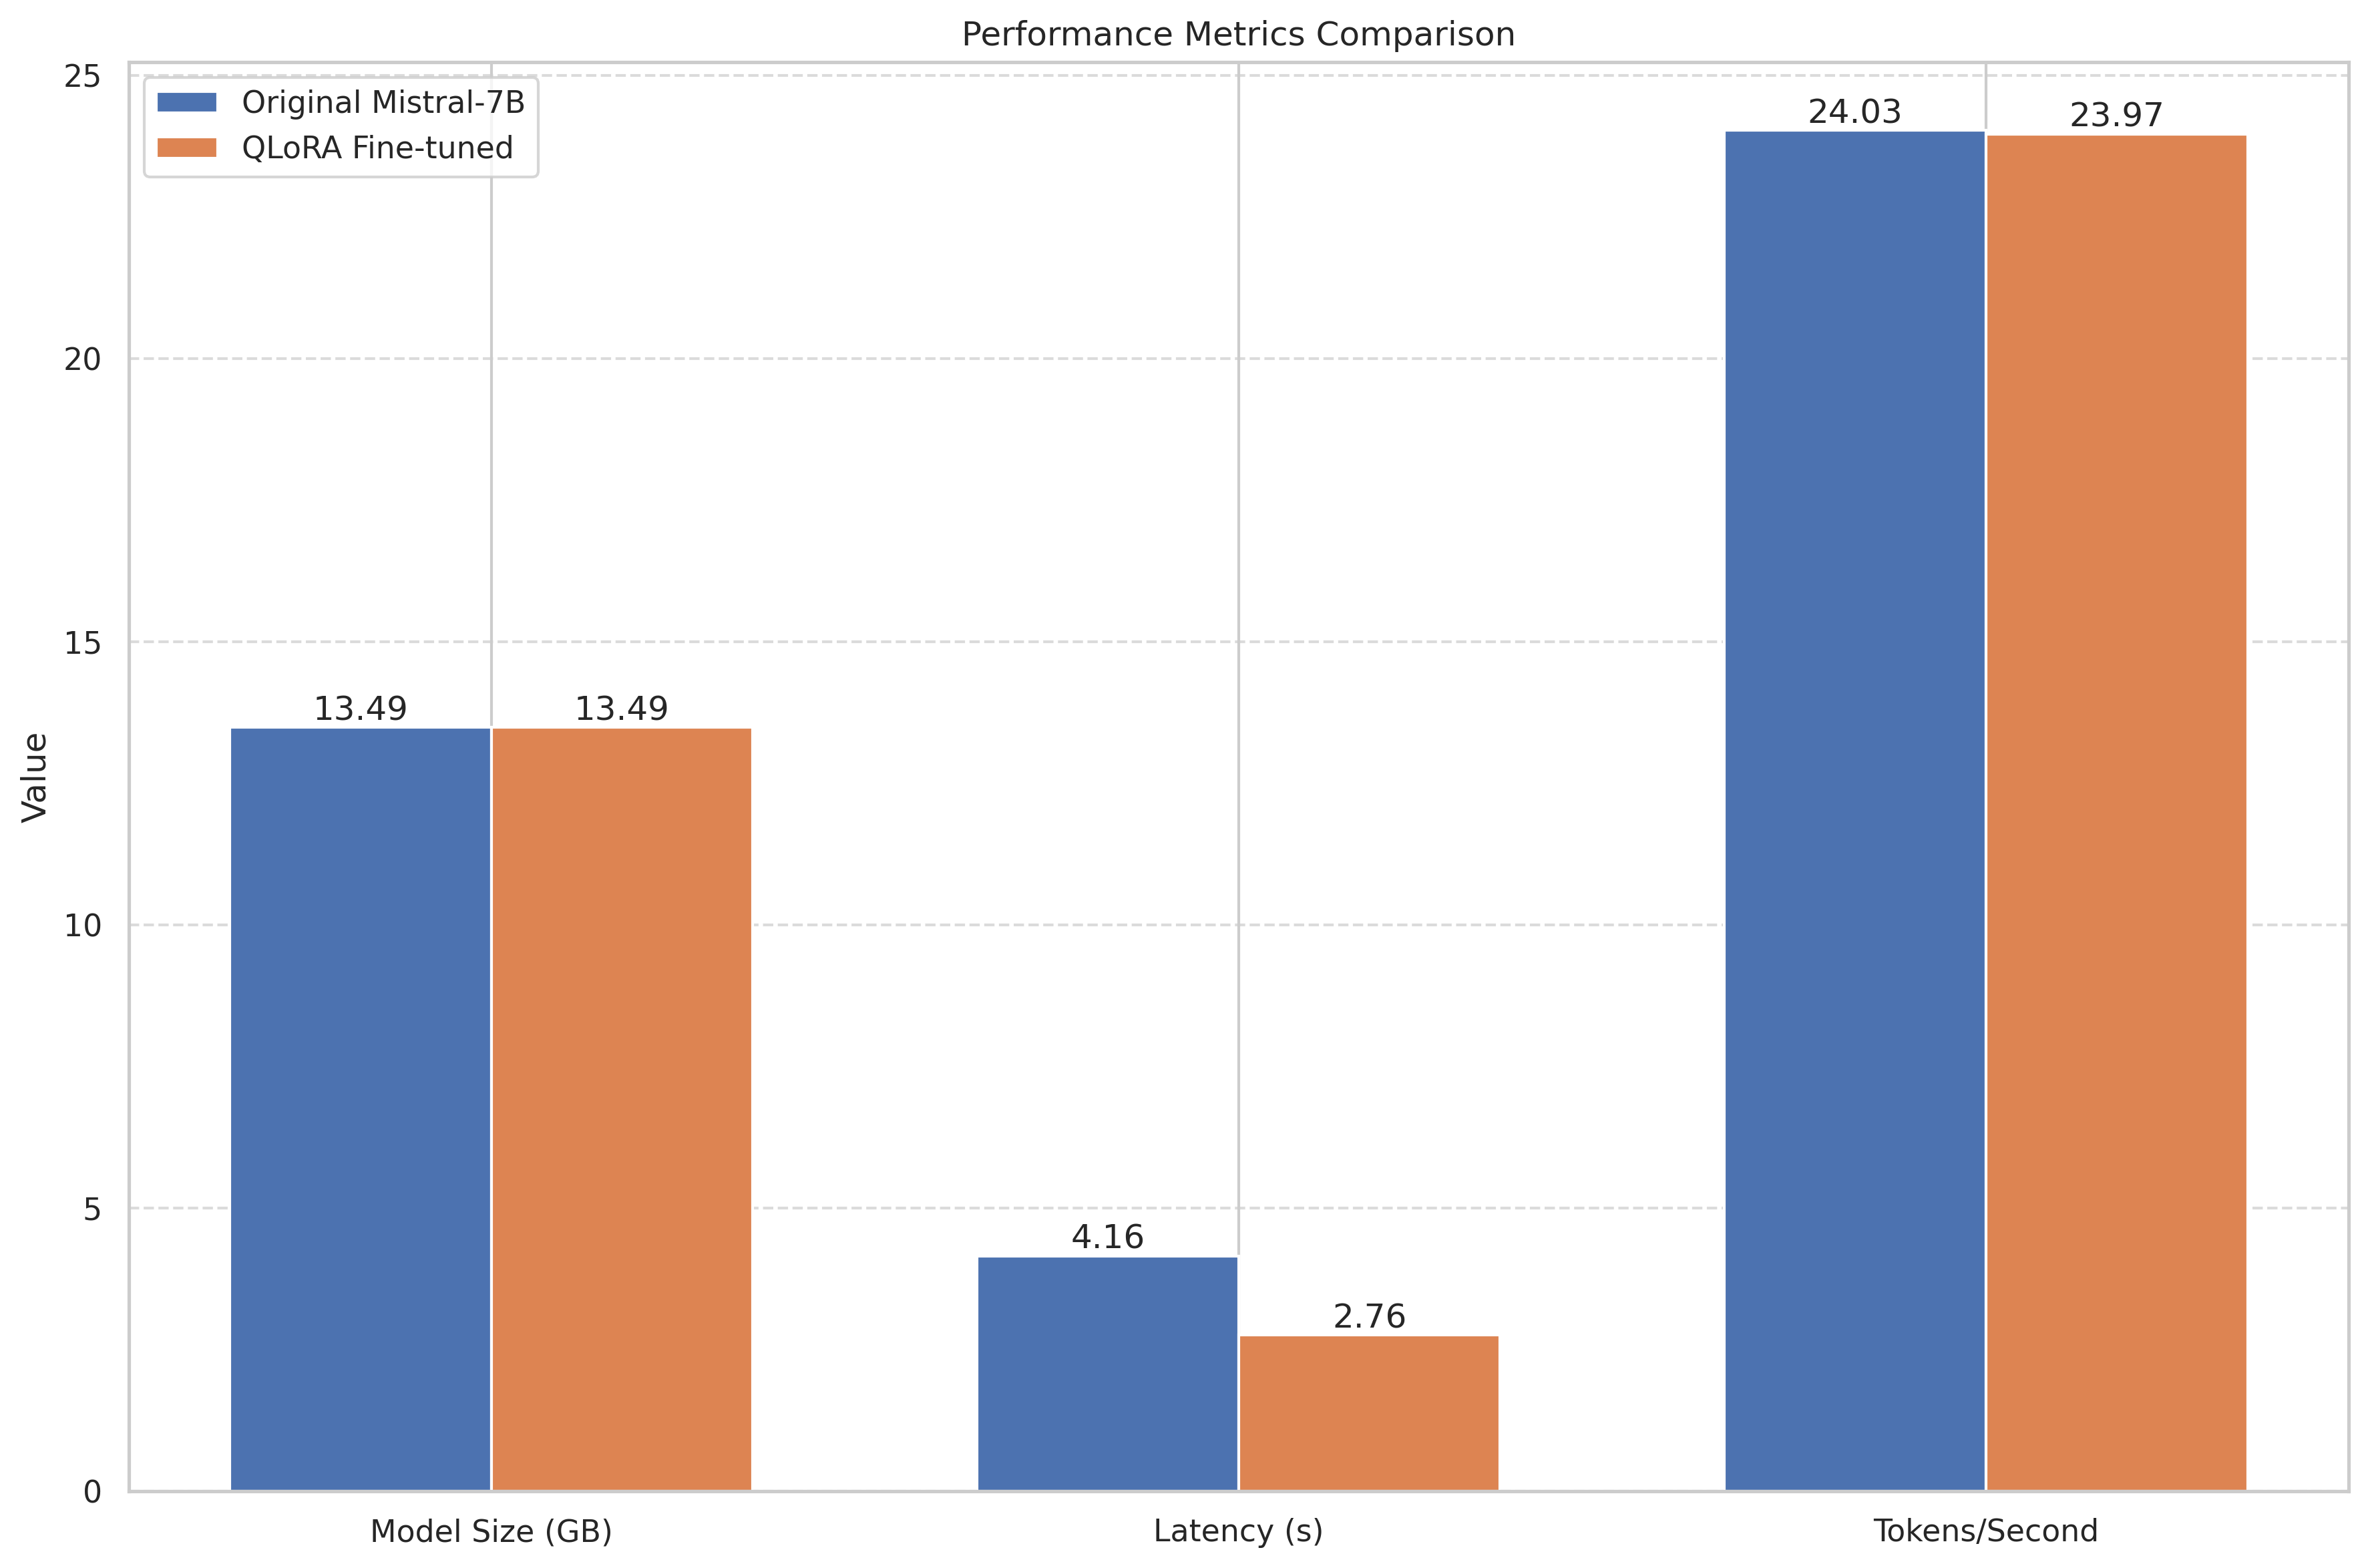 Performance Metrics Comparison
Original Mistral-7B
QLoRA Fine-tuned
Value
25
20
15
10
5
0
13.49
13.49
4.16
2.76
24.03
23.97
Model Size (GB)
Latency (s)
Tokens/Second